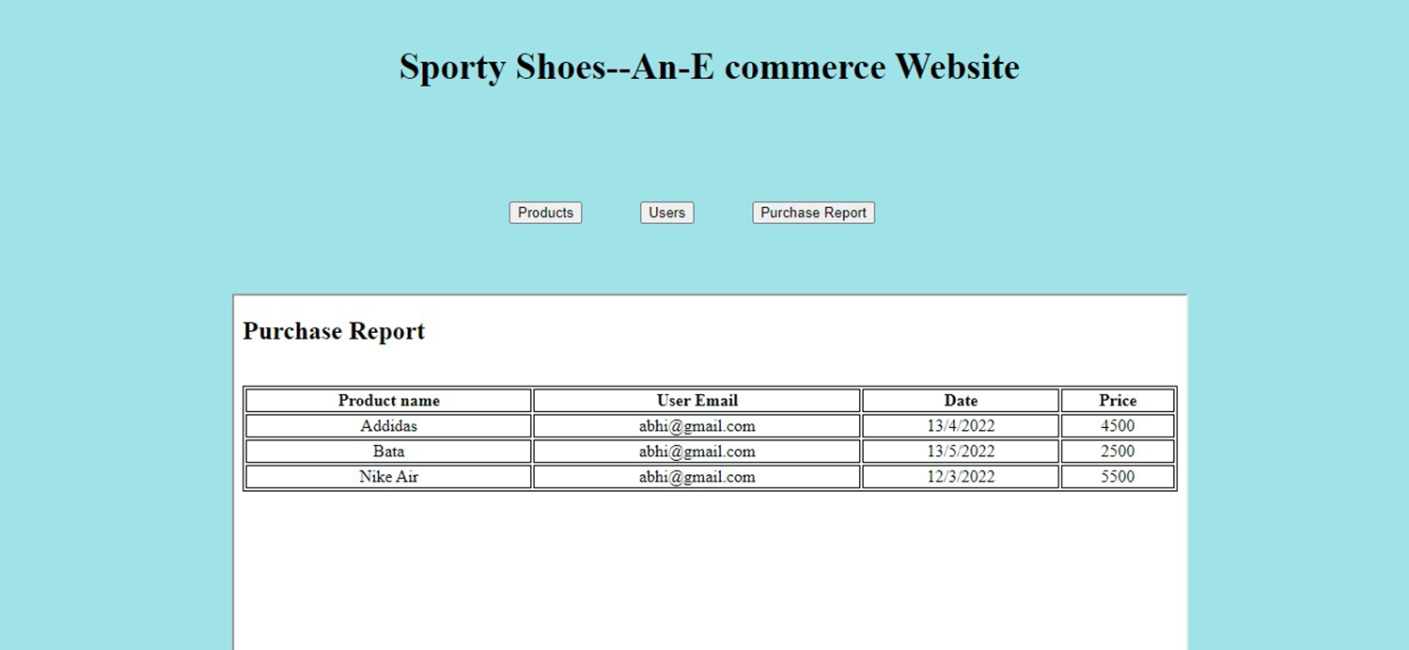 Sporty Shoes--An-E commerce Website
Products Users Purchase Report
Purchase Report
Product name User Email Date Price
Addidas abhi@gmail.com 13/4/2022 4500
Bata abhi@gmail.com 13/5/2022 2500
Nike Air abhi@gmail.com 12/3/2022 5500